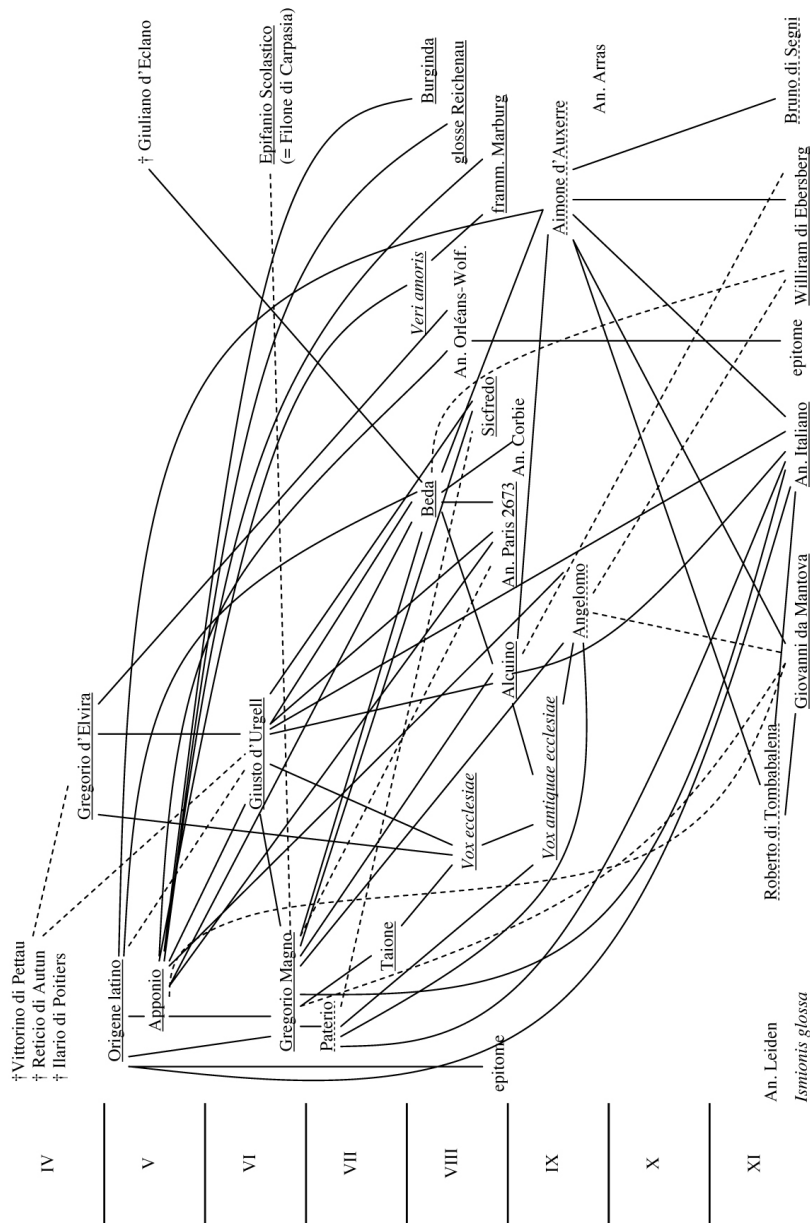 IV
†Vittorino di Pettau
† Reticio di Autun
† Ilario di Poitiers
Gregorio d’Elvira
V
Origene latino
Apponio
† Giuliano d’Eclano
VI
Giusto d’Urgell
Epifanio Scolastico
(= Filone di Carpasia)
VII
Gregorio Magno
Paterio
Taione
VIII
epitome
Vox ecclesiae
Alcuino
Beda
An. Paris 2673
An. Corbie
Sicfredo
An. Orléans-Wolf.
Veri amoris
framm. Marburg
glosse Reichenau
Burginda
IX
Vox antiquae ecclesiae
Angelomo
Aimone d’Auxerre
An. Arras
X
XI
An. Leiden
Ismionis glossa
Roberto di Tombabalena
Giovanni da Mantova
An. Italiano
epitome
Williram di Ebersberg
Bruno di Segni